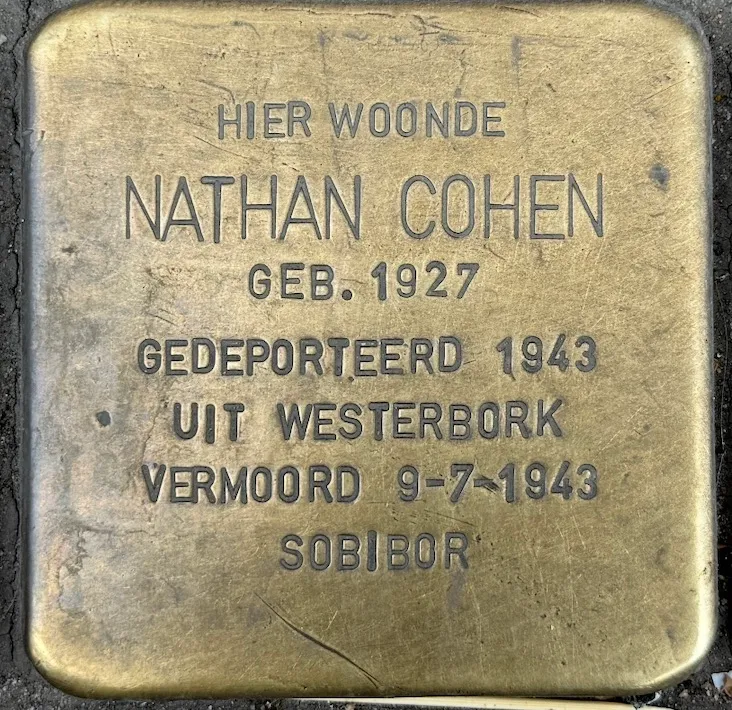 HIER WOONDE
NATHAN COHEN
GEB. 1927
GEDEPORTEERD 1943
UIT WESTERBORK
VERMOORD 9-7-1943
SOBIBOR